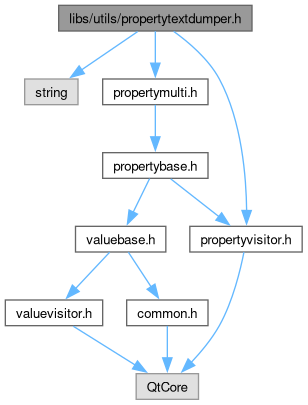 libs/utils/propertytextdumper.h
string
propertymulti.h
propertybase.h
valuebase.h
propertyvisitor.h
valuevisitor.h
common.h
QtCore